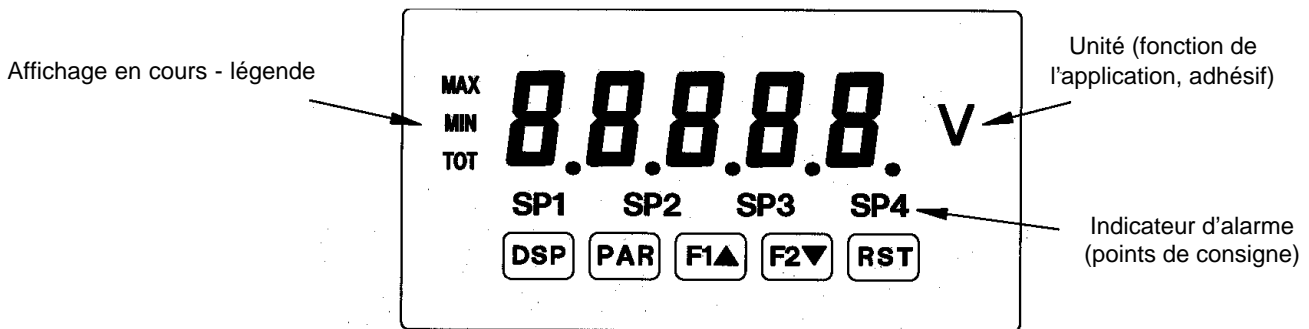 Affichage en cours - légende
MAX
MIN
TOT
8.8.8.8.8.
V
Unité (fonction de
l'application, adhésif)
SP1 SP2 SP3 SP4
Indicateur d'alarme
(points de consigne)
DSP PAR F1▲ F2▼ RST